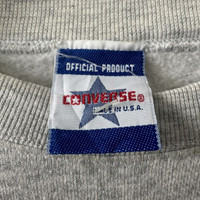 OFFICIAL PRODUCT
CONVERSE®
MADE IN U.S.A.